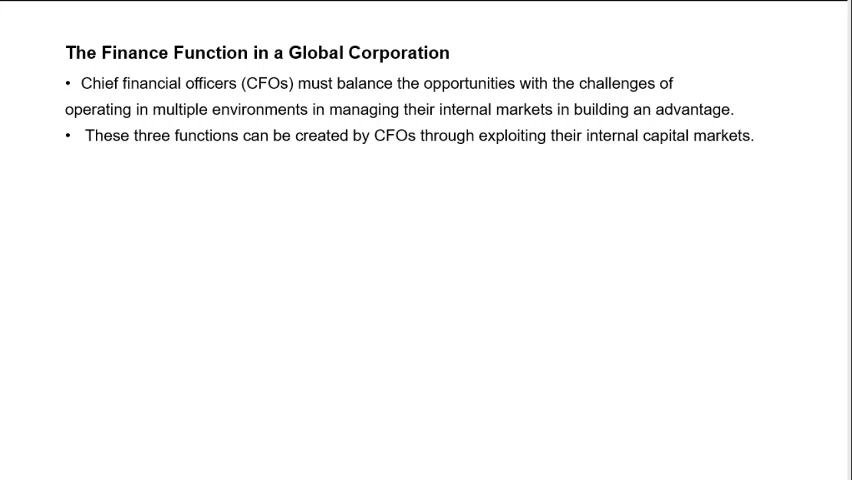 The Finance Function in a Global Corporation
• Chief financial officers (CFOs) must balance the opportunities with the challenges of
operating in multiple environments in managing their internal markets in building an advantage.
• These three functions can be created by CFOs through exploiting their internal capital markets.